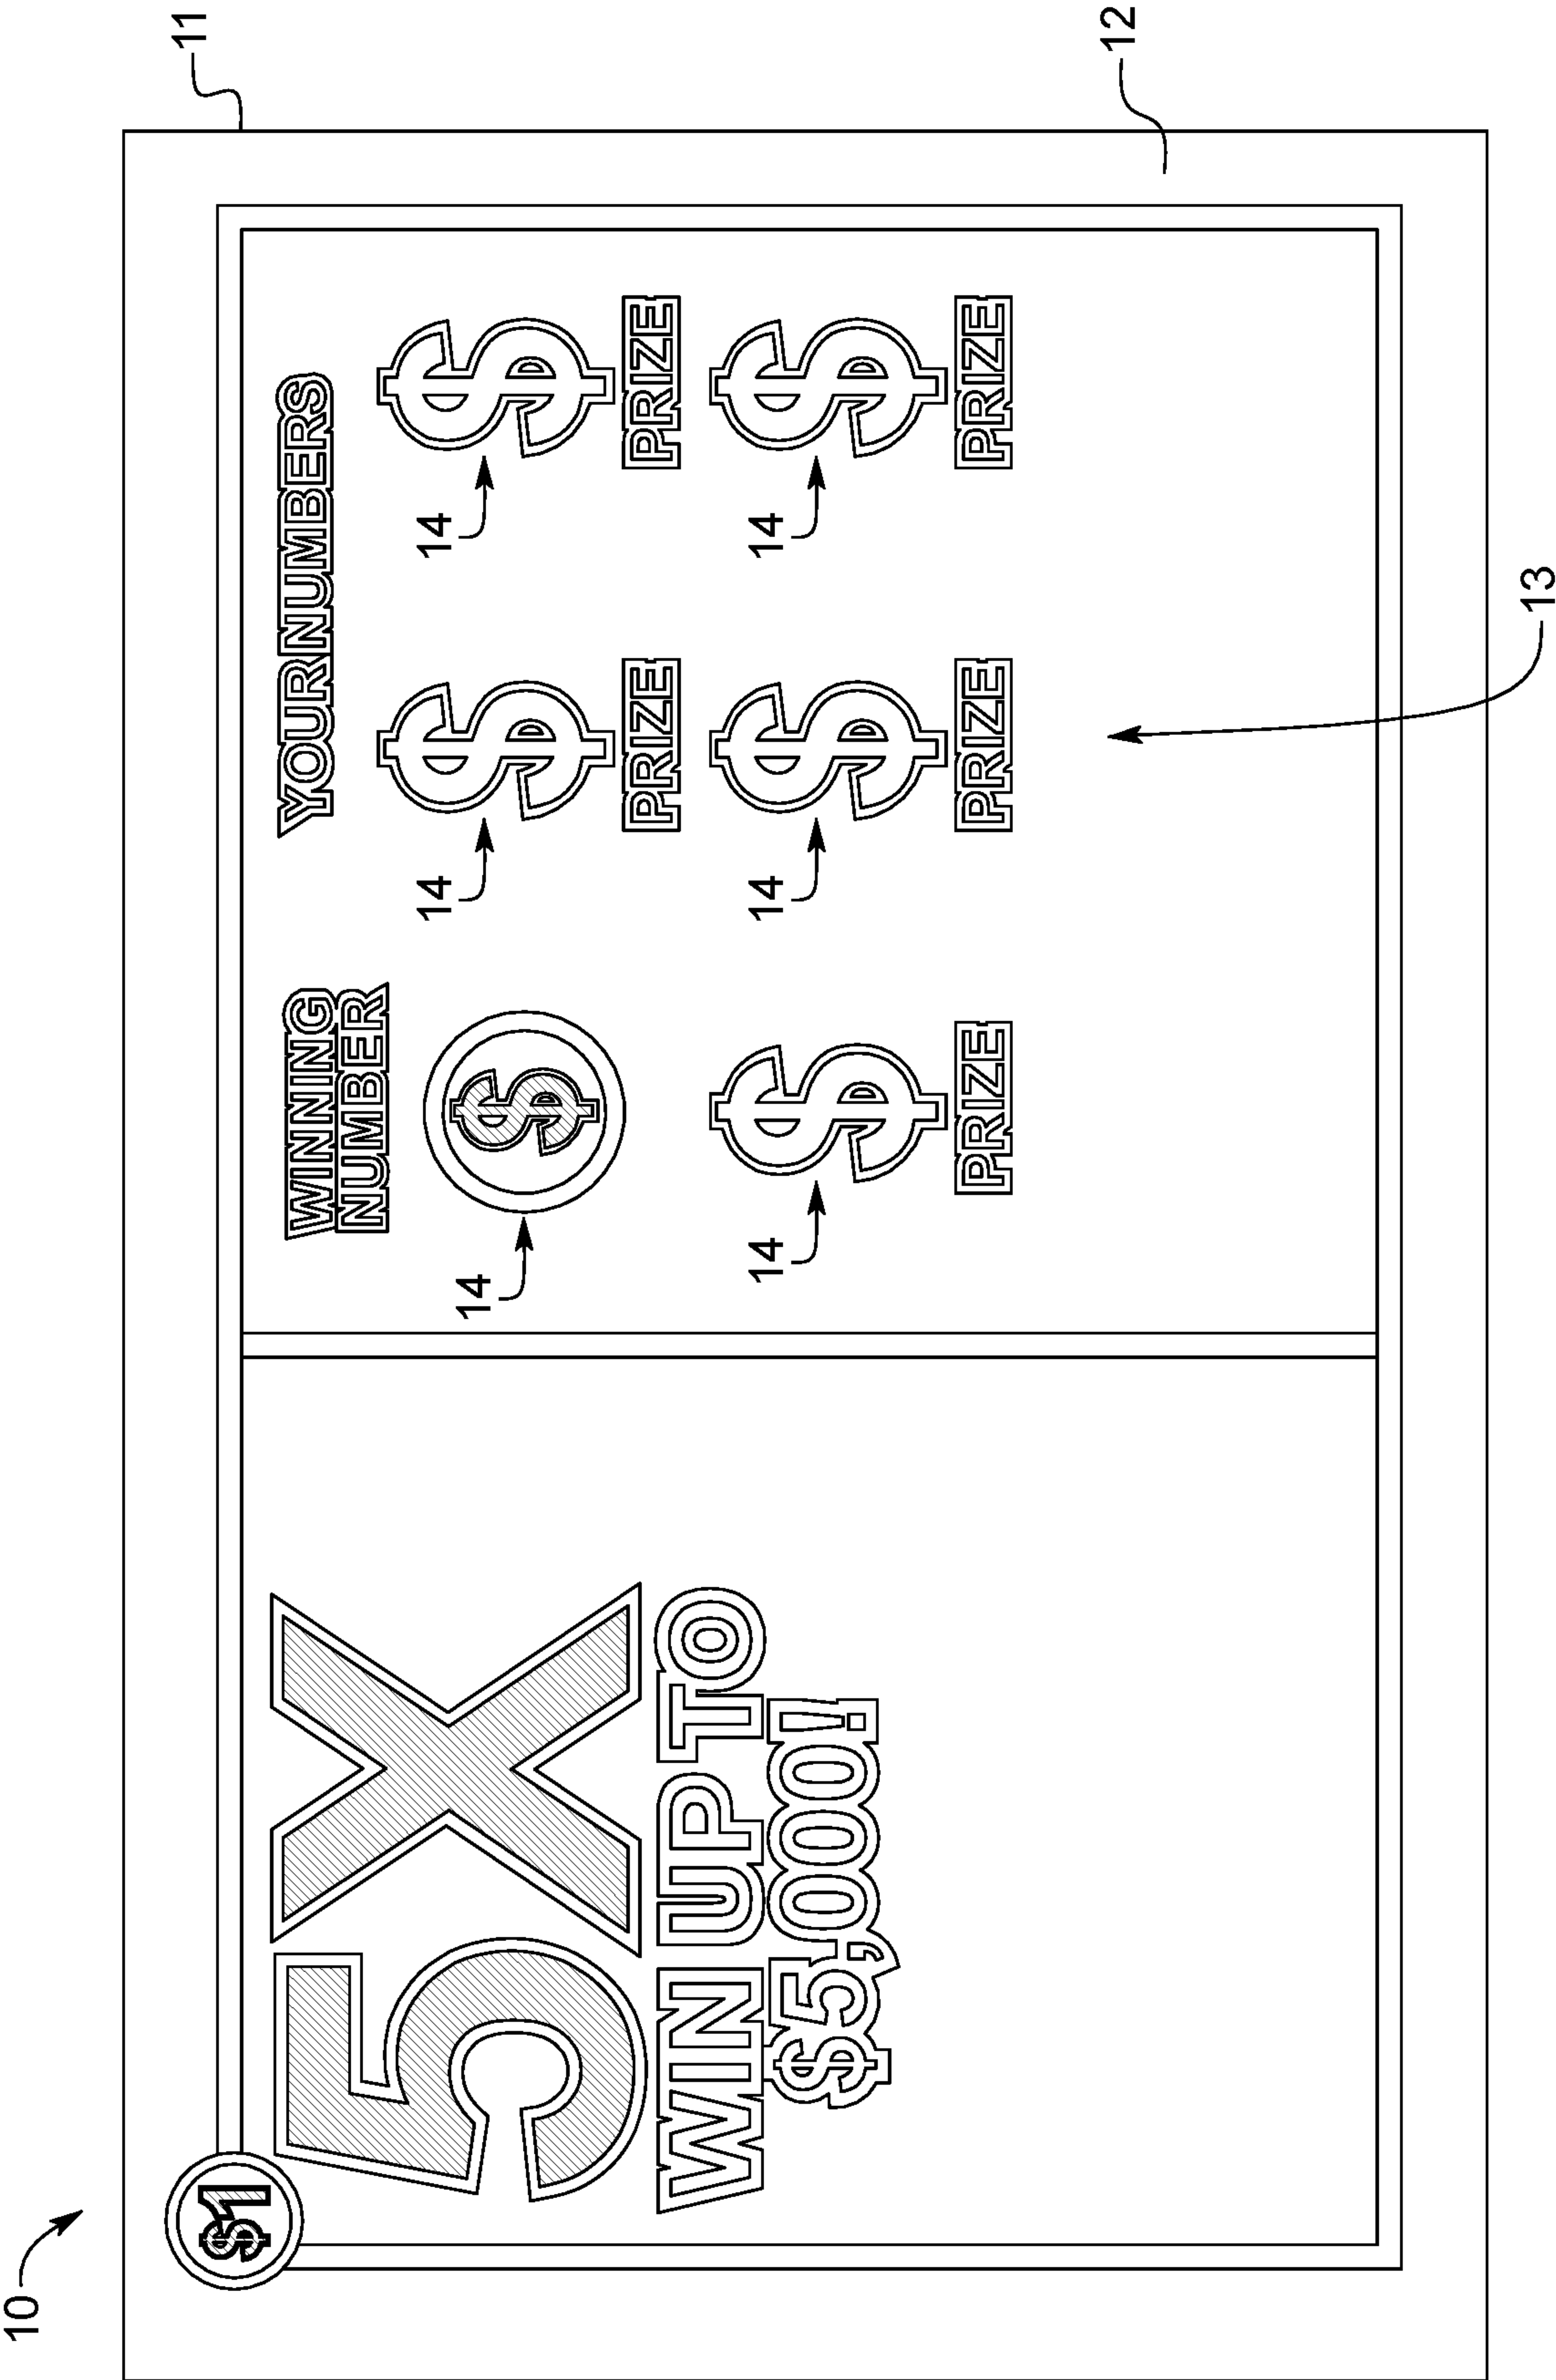 10
11
12
$1
5X
WIN UP TO
$5,000!
WINNING
NUMBER
YOUR NUMBERS
14
$
14
$
PRIZE
14
$
PRIZE
14
$
PRIZE
14
$
PRIZE
14
$
PRIZE
13